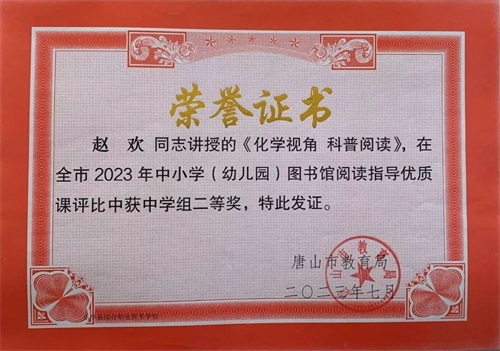 荣誉证书
赵 欢 同志讲授的《化学视角 科普阅读》，在
全市 2023 年中小学（幼儿园）图书馆阅读指导优质
课评比中获中学组二等奖，特此发证。
唐山市教育局
二〇二三年七月